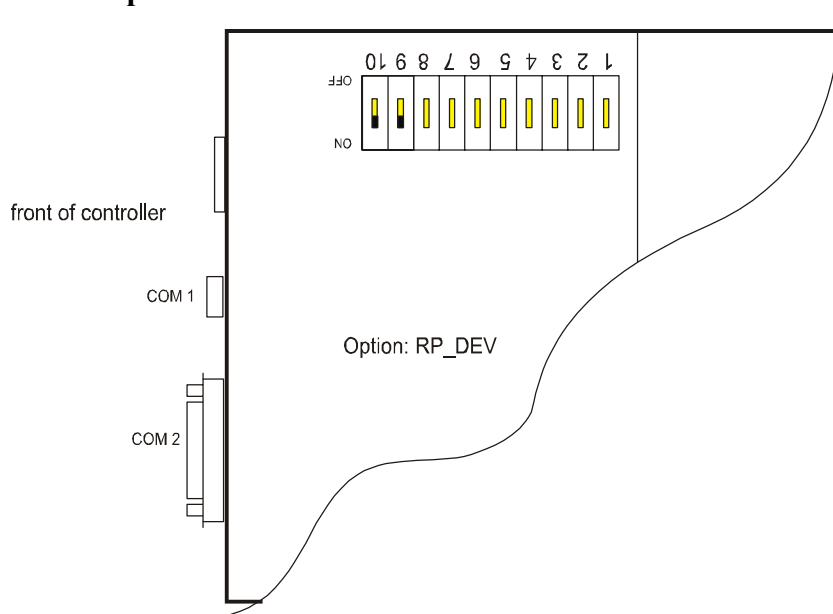 10 9 8 7 6 5 4 3 2 1
OFF
ON
front of controller
COM 1
Option: RP_DEV
COM 2